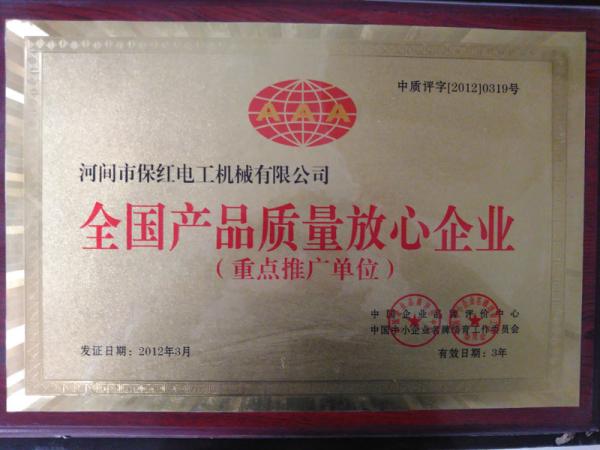 中质评字[2012]0319号
AAA
河间市保红电工机械有限公司
全国产品质量放心企业
(重点推广单位)
中国企业品牌评价中心
中国中小企业名牌培育工作委员会
发证日期:2012年3月
有效日期:3年